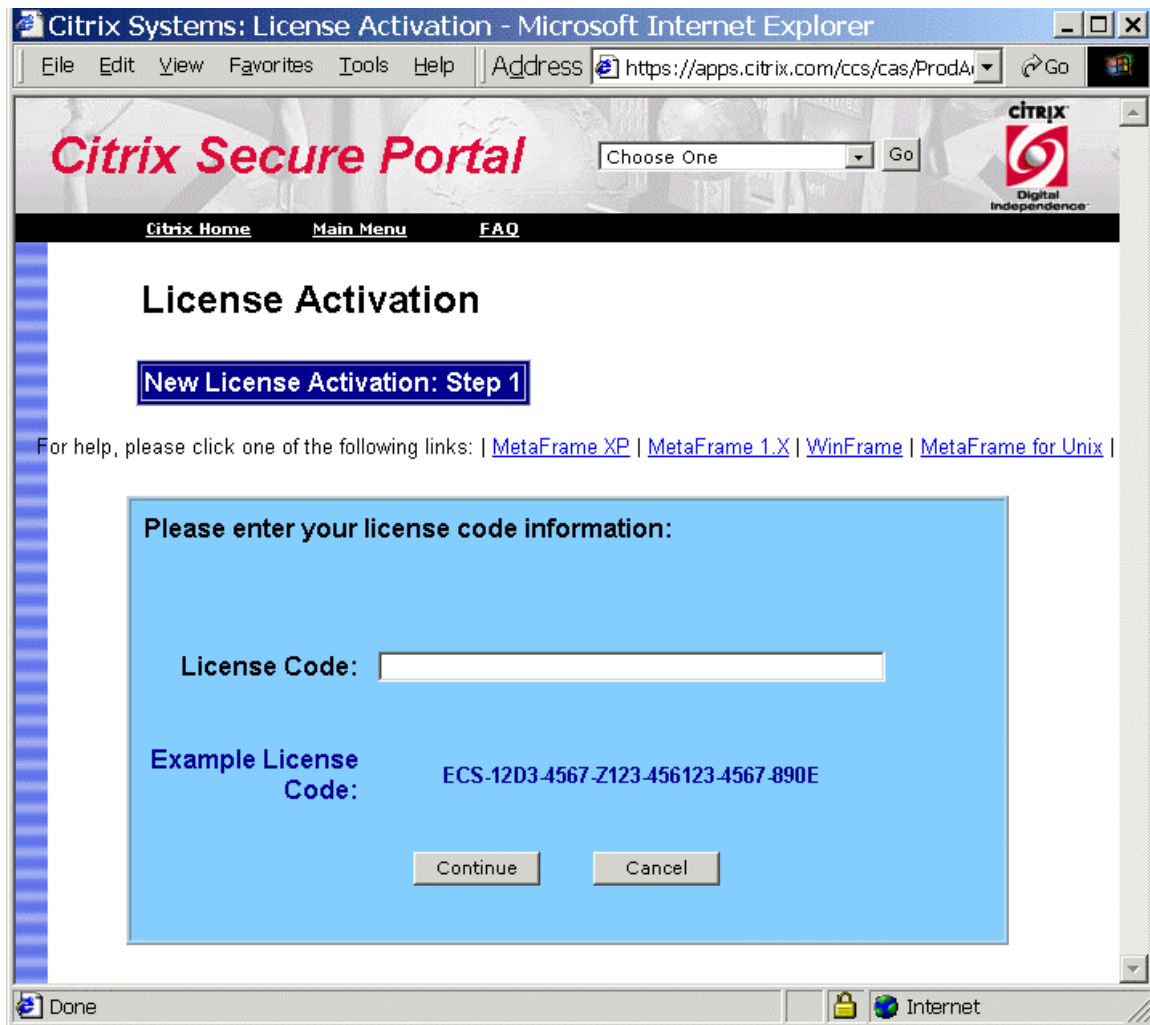 Citrix Systems: License Activation - Microsoft Internet Explorer
File Edit View Favorites Tools Help Address https://apps.citrix.com/ccs/cas/ProdA Go
Citrix Secure Portal
Choose One Go
CİTRIX
Digital
Independence
Citrix Home Main Menu FAQ
License Activation
New License Activation: Step 1
For help, please click one of the following links: | MetaFrame XP | MetaFrame 1.X | WinFrame | MetaFrame for Unix |
Please enter your license code information:
License Code:
Example License
Code:
ECS-12D3-4567-Z123-456123-4567-890E
Continue Cancel
Done Internet